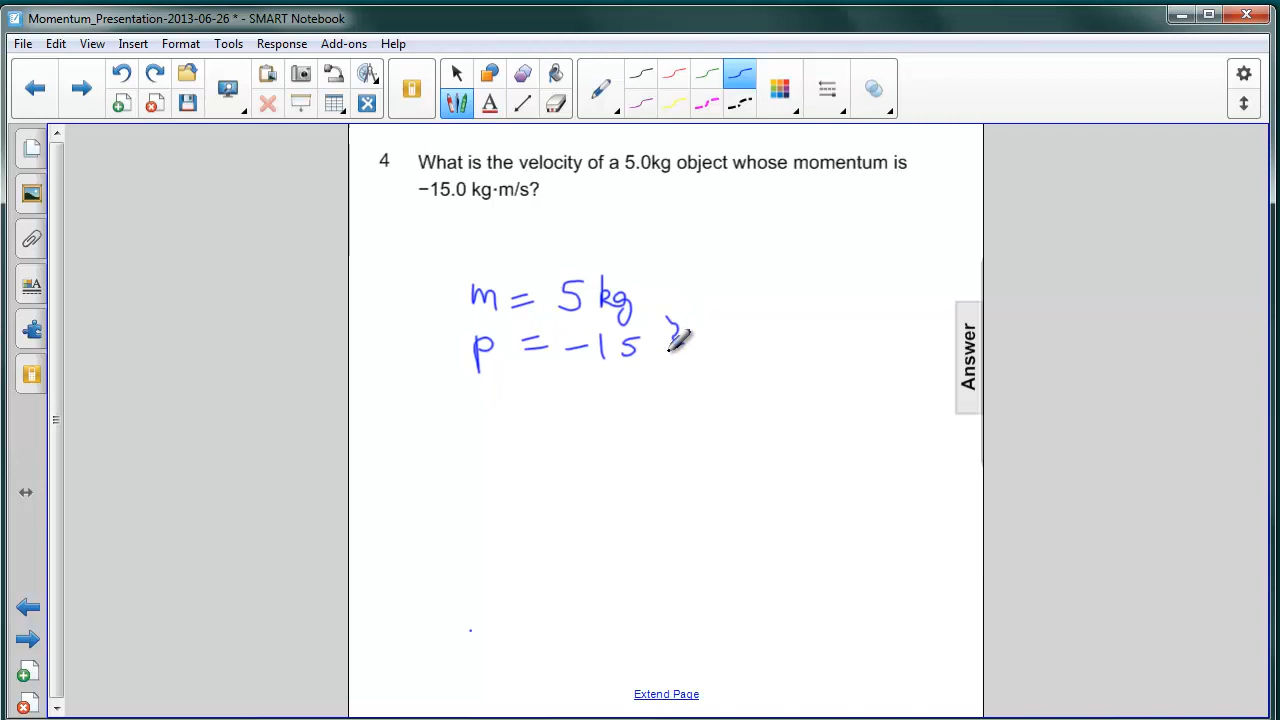 Momentum_Presentation-2013-06-26 * - SMART Notebook
File Edit View Insert Format Tools Response Add-ons Help
4 What is the velocity of a 5.0kg object whose momentum is
−15.0 kg·m/s?
m = 5 kg
p = -15
Answer
Extend Page